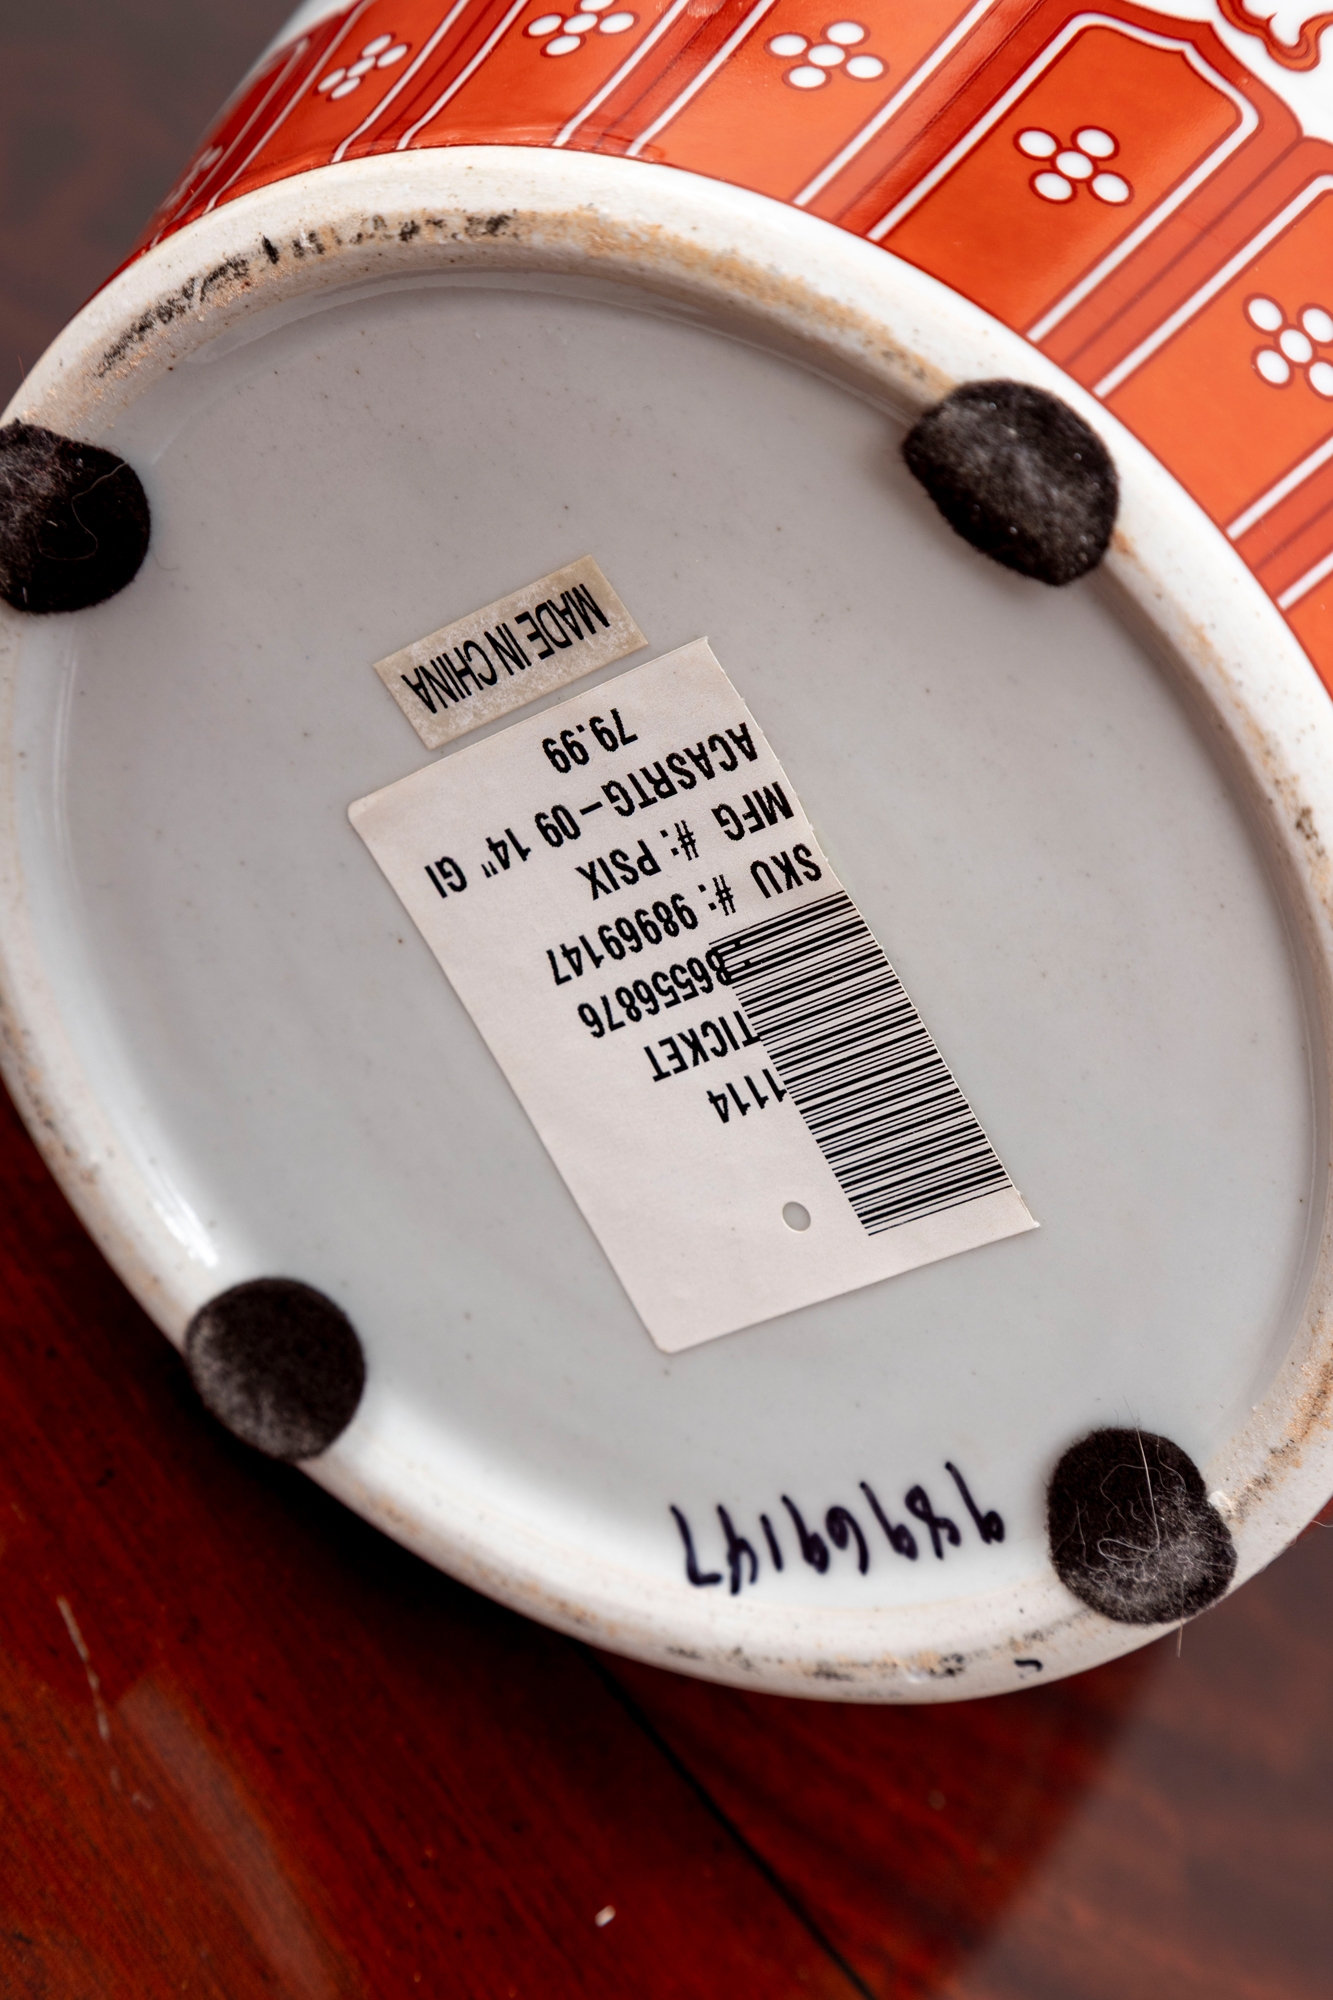 98969147
1114
TICKET
86556876
SKU #: 98969147
MFG #: PSIX
ACASRTG-09 14" GI
79.99
MADE IN CHINA